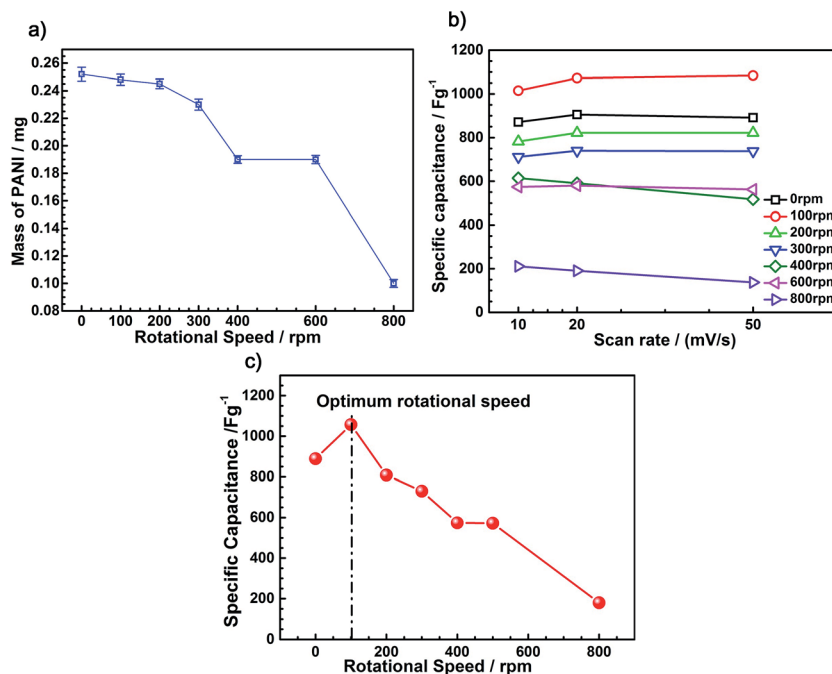 a)
Mass of PANI / mg
0.26
0.24
0.22
0.20
0.18
0.16
0.14
0.12
0.10
0.08
0 100 200 300 400 600 800
Rotational Speed / rpm
b)
Specific capacitance / Fg⁻¹
1200
1000
800
600
400
200
0
10 20 50
Scan rate / (mV/s)
0rpm
100rpm
200rpm
300rpm
400rpm
600rpm
800rpm
c)
Specific Capacitance /Fg⁻¹
1200
1000
800
600
400
200
0
Optimum rotational speed
0 200 400 600 800
Rotational Speed / rpm